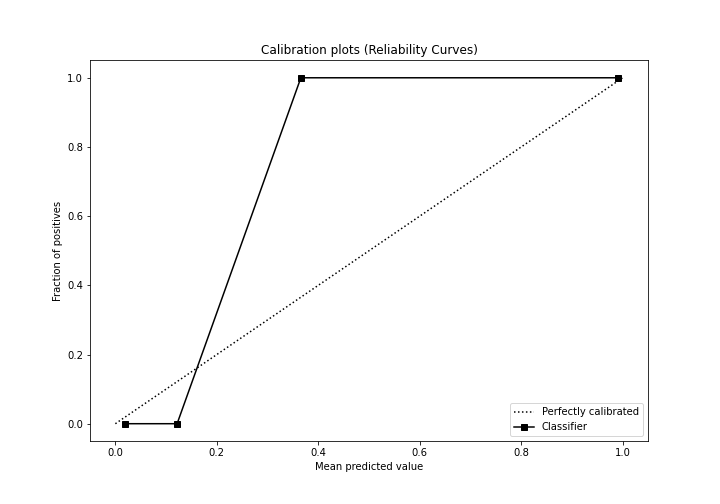 Calibration plots (Reliability Curves)
1.0
0.8
0.6
0.4
0.2
0.0
Fraction of positives
Perfectly calibrated
Classifier
0.0 0.2 0.4 0.6 0.8 1.0
Mean predicted value